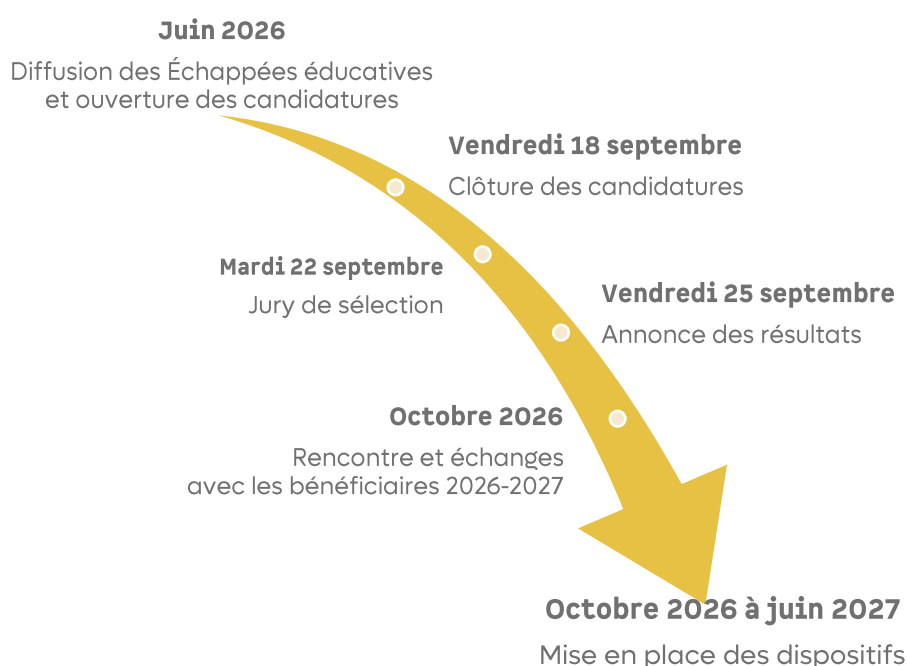 Juin 2026
Diffusion des Échappées éducatives
et ouverture des candidatures
Vendredi 18 septembre
Clôture des candidatures
Mardi 22 septembre
Jury de sélection
Vendredi 25 septembre
Annonce des résultats
Octobre 2026
Rencontre et échanges
avec les bénéficiaires 2026-2027
Octobre 2026 à juin 2027
Mise en place des dispositifs